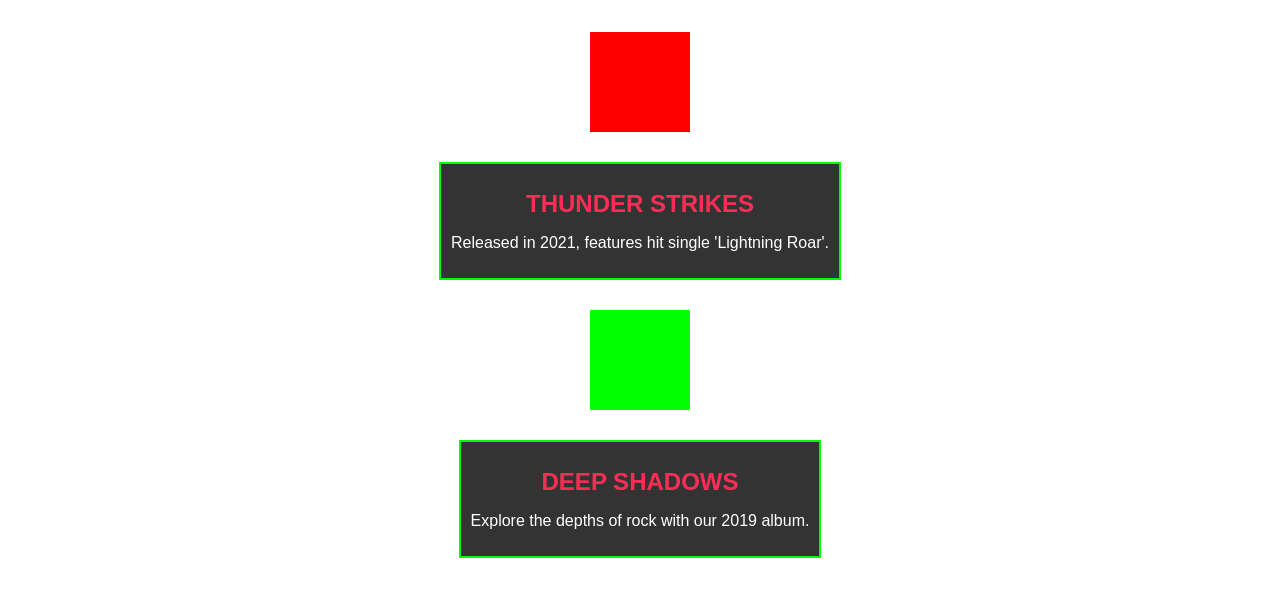 THUNDER STRIKES
Released in 2021, features hit single 'Lightning Roar'.
DEEP SHADOWS
Explore the depths of rock with our 2019 album.